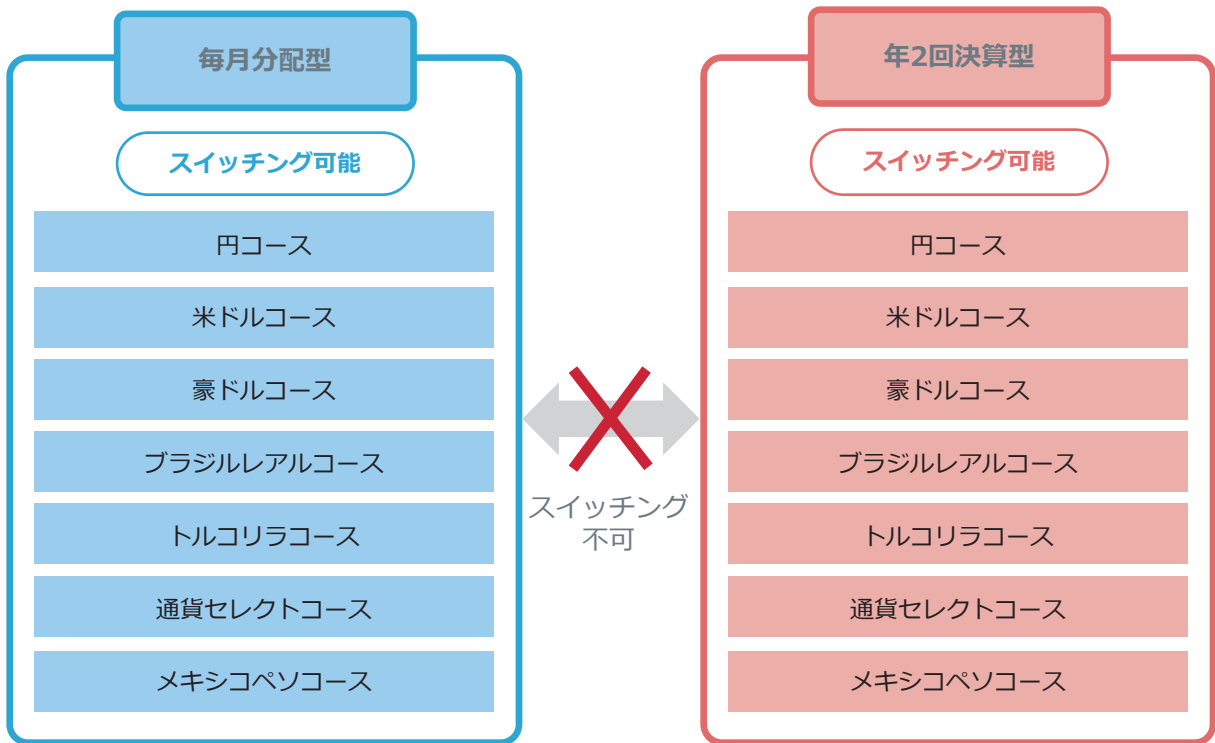 毎月分配型
スイッチング可能
円コース
米ドルコース
豪ドルコース
ブラジルレアルコース
トルコリラコース
通貨セレクトコース
メキシコペソコース
スイッチング
不可
年2回決算型
スイッチング可能
円コース
米ドルコース
豪ドルコース
ブラジルレアルコース
トルコリラコース
通貨セレクトコース
メキシコペソコース